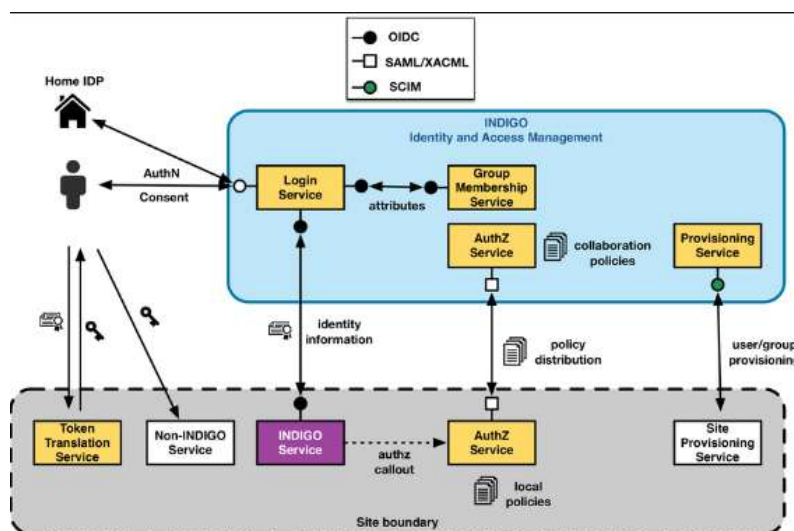 OIDC
SAML/XACML
SCIM
Home IDP
INDIGO
Identity and Access Management
AuthN
Consent
Login
Service
attributes
Group
Membership
Service
AuthZ
Service
collaboration
policies
Provisioning
Service
identity
information
policy
distribution
user/group
provisioning
Token
Translation
Service
Non-INDIGO
Service
INDIGO
Service
authz
callout
AuthZ
Service
local
policies
Site
Provisioning
Service
Site boundary